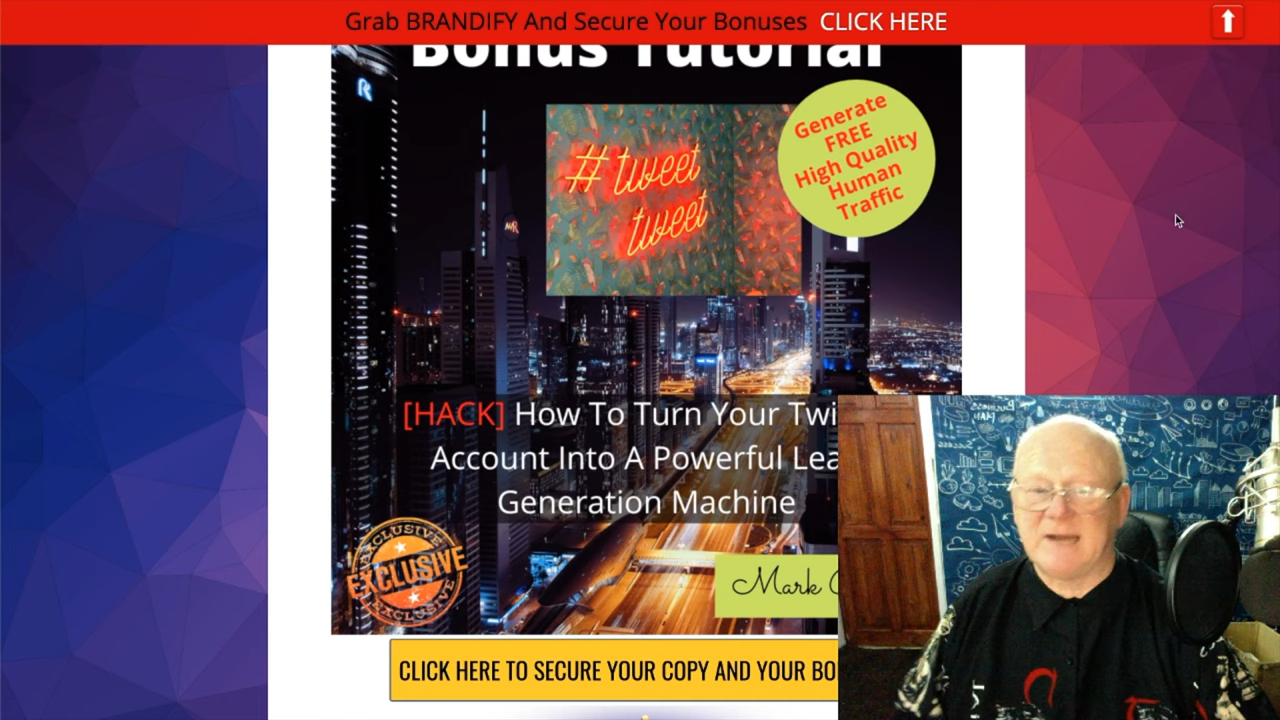 Grab BRANDIFY And Secure Your Bonuses CLICK HERE
Bonus Tutorial
Generate
FREE
High Quality
Human
Traffic
# tweet
tweet
[HACK] How To Turn Your Twi
Account Into A Powerful Lea
Generation Machine
EXCLUSIVE
EXCLUSIVE
EXCLUSIVE
Mark
CLICK HERE TO SECURE YOUR COPY AND YOUR BO